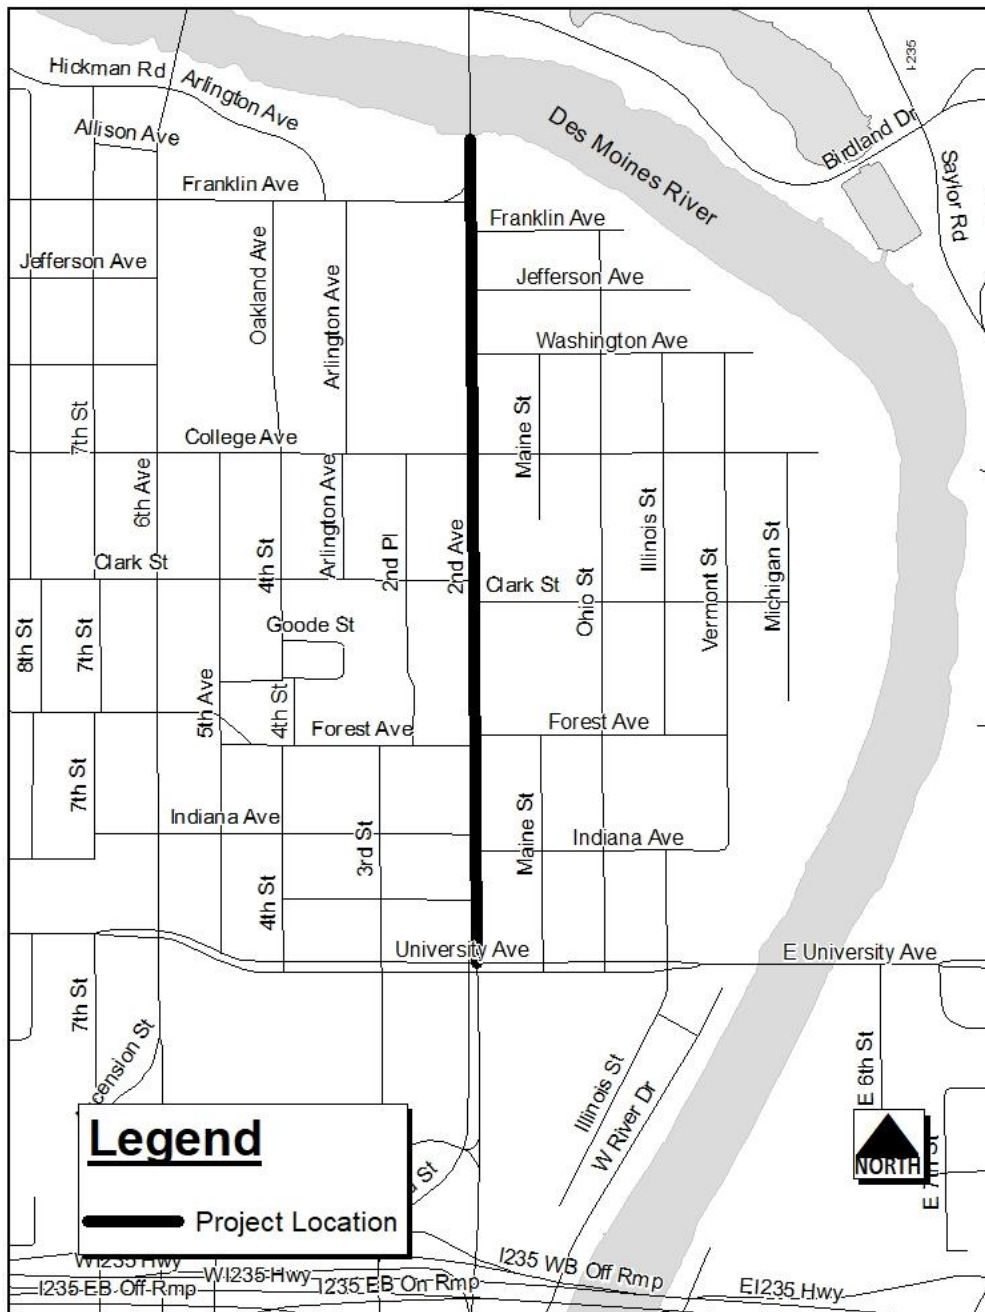 I-235
Hickman Rd
Arlington Ave
Birdland Dr
Des Moines River
Allison Ave
Saylor Rd
Franklin Ave
Franklin Ave
Jefferson Ave
Oakland Ave
Jefferson Ave
Arlington Ave
Washington Ave
7th St
College Ave
Maine St
6th Ave
Arlington Ave
Illinois St
4th St
2nd Pl
2nd Ave
Clark St
Clark St
Ohio St
Vermont St
Michigan St
8th St
7th St
Goode St
5th Ave
4th St
Forest Ave
Forest Ave
7th St
Indiana Ave
3rd St
Maine St
Indiana Ave
4th St
University Ave
E University Ave
7th St
Illinois St
W River Dr
E 6th St
NORTH
E 7th St
Legend
Project Location
W I235 Hwy
W I235 Hwy
I235 EB Off Rmp
I235 EB On Rmp
I235 WB Off Rmp
E I235 Hwy